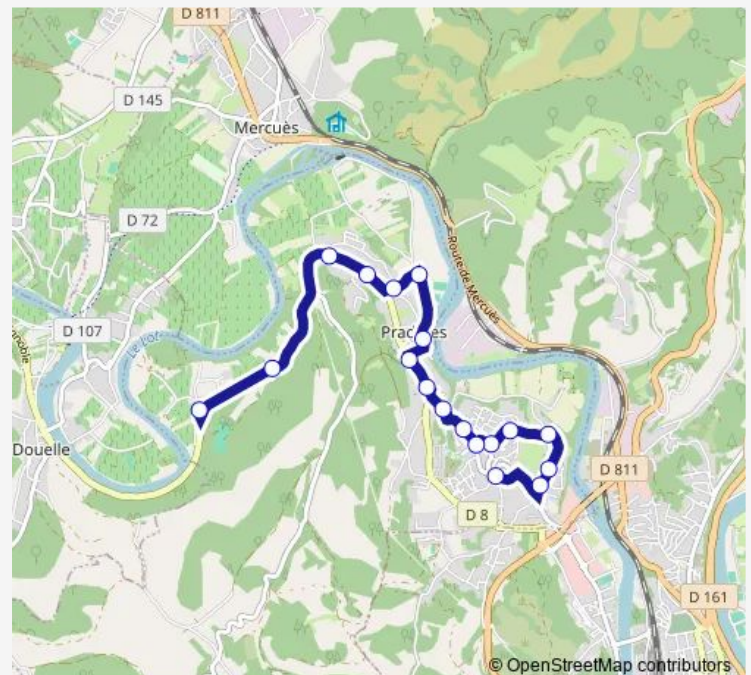 D 811
D 145
Mercuès
D 72
Route de Mercuès
D 107
Le Lot
Douelle
D 811
D 8
D 161
© OpenStreetMap contributors